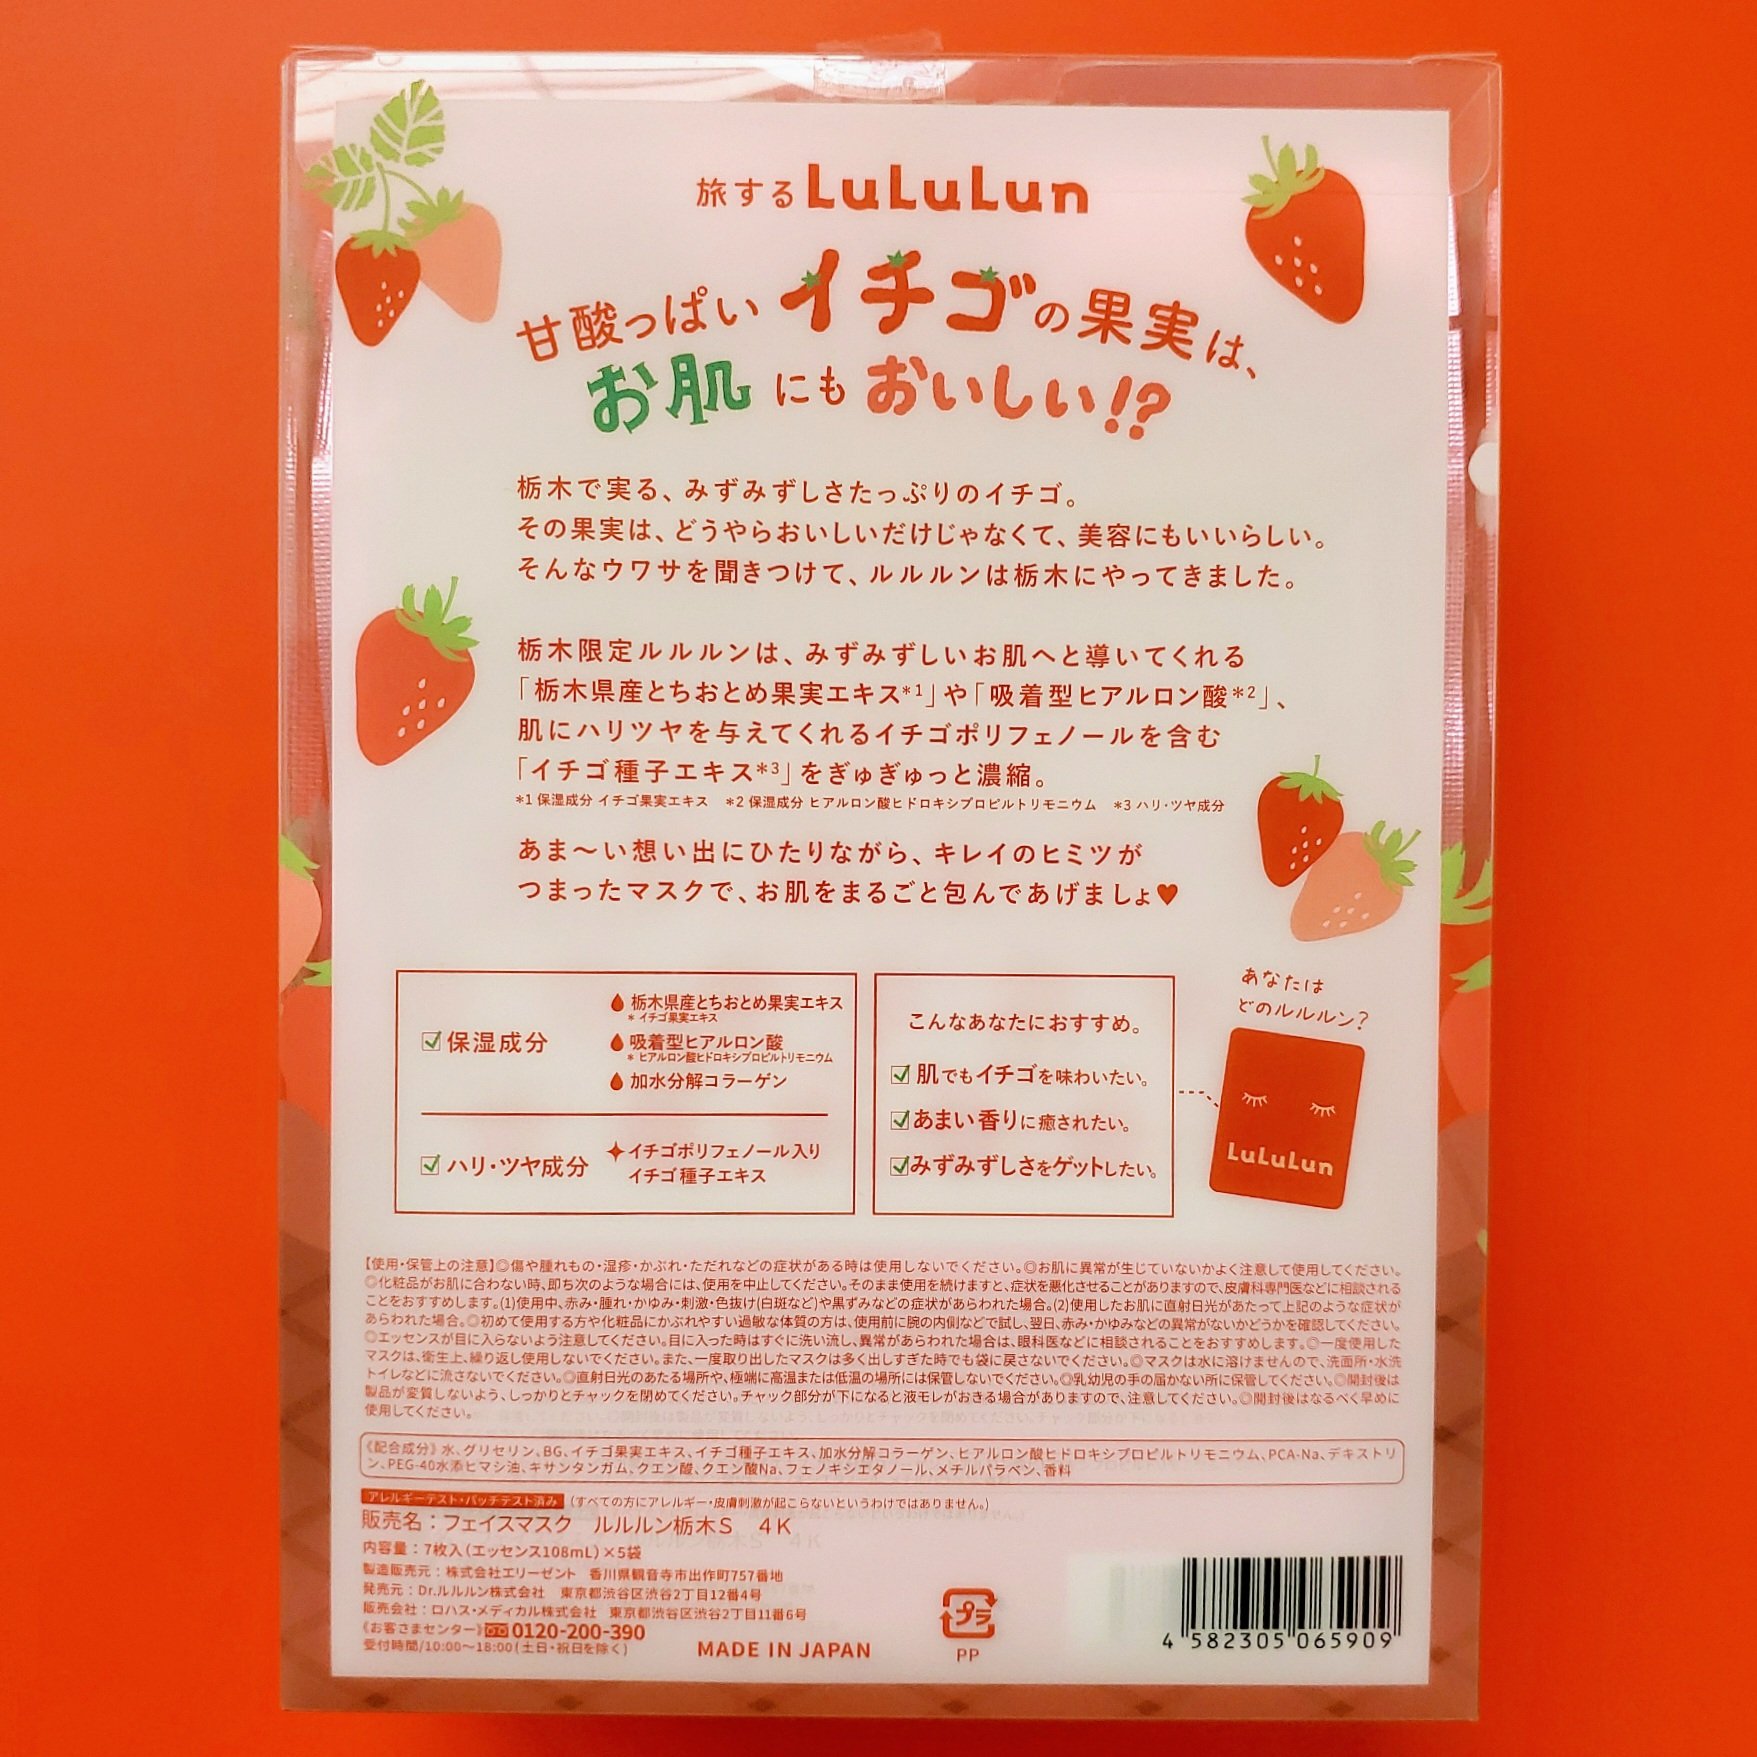 旅するLuLuLun
甘酸っぱいイチゴの果実は、
お肌にもおいしい!?
栃木で実る、みずみずしさたっぷりのイチゴ。
その果実は、どうやらおいしいだけじゃなくて、美容にもいいらしい。
そんなウワサを聞きつけて、ルルルンは栃木にやってきました。
栃木限定ルルルンは、みずみずしいお肌へと導いてくれる
「栃木県産とちおとめ果実エキス*1」や「吸着型ヒアルロン酸*2」、
肌にハリツヤを与えてくれるイチゴポリフェノールを含む
「イチゴ種子エキス*3」をぎゅぎゅっと濃縮。
*1 保湿成分 イチゴ果実エキス *2 保湿成分 ヒアルロン酸ヒドロキシプロピルトリモニウム *3 ハリ・ツヤ成分
あま〜い想い出にひたりながら、キレイのヒミツが
つまったマスクで、お肌をまるごと包んであげましょ♥
保湿成分
栃木県産とちおとめ果実エキス
* イチゴ果実エキス
吸着型ヒアルロン酸
* ヒアルロン酸ヒドロキシプロピルトリモニウム
加水分解コラーゲン
ハリ・ツヤ成分
イチゴポリフェノール入り
イチゴ種子エキス
こんなあなたにおすすめ。
肌でもイチゴを味わいたい。
あまい香りに癒されたい。
みずみずしさをゲットしたい。
あなたは
どのルルルン?
LuLuLun
【使用・保管上の注意】◎傷や腫れもの・湿疹・かぶれ・ただれなどの症状がある時は使用しないでください。◎お肌に異常が生じていないかよく注意して使用してください。
◎化粧品がお肌に合わない時、即ち次のような場合には、使用を中止してください。そのまま使用を続けますと、症状を悪化させることがありますので、皮膚科専門医などに相談される
ことをおすすめします。(1)使用中、赤み・腫れ・かゆみ・刺激・色抜け(白斑など)や黒ずみなどの症状があらわれた場合。(2)使用したお肌に直射日光があたって上記のような症状が
あらわれた場合。◎初めて使用する方や化粧品にかぶれやすい過敏な体質の方は、使用前に腕の内側などで試し、翌日、赤み・かゆみなどの異常がないかどうかを確認してください。
◎エッセンスが目に入らないよう注意してください。目に入った時はすぐに洗い流し、異常があらわれた場合は、眼科医などに相談されることをおすすめします。◎一度使用した
マスクは、衛生上、繰り返し使用しないでください。また、一度取り出したマスクは多く出しすぎた時でも袋に戻さないでください。◎マスクは水に溶けませんので、洗面所・水洗
トイレなどに流さないでください。◎直射日光のあたる場所や、極端に高温または低温の場所には保管しないでください。◎乳幼児の手の届かない所に保管してください。◎開封後は
製品が変質しないよう、しっかりとチャックを閉めてください。チャック部分が下になると液モレがおきる場合がありますので、注意してください。◎開封後はなるべく早めに
使用してください。
《配合成分》水、グリセリン、BG、イチゴ果実エキス、イチゴ種子エキス、加水分解コラーゲン、ヒアルロン酸ヒドロキシプロピルトリモニウム、PCA-Na、デキストリ
ン、PEG-40水添ヒマシ油、キサンタンガム、クエン酸、クエン酸Na、フェノキシエタノール、メチルパラベン、香料
アレルギーテスト・パッチテスト済み (すべての方にアレルギー・皮膚刺激が起こらないというわけではありません。)
販売名：フェイスマスク ルルルン栃木S 4K
内容量：7枚入(エッセンス108mL)×5袋
製造販売元：株式会社エリーゼント 香川県観音寺市出作町757番地
発売元：Dr.ルルルン株式会社 東京都渋谷区渋谷2丁目12番4号
販売会社：ロハス・メディカル株式会社 東京都渋谷区渋谷2丁目11番6号
《お客さまセンター》0120-200-390
受付時間/10:00〜18:00(土日・祝日を除く)
MADE IN JAPAN
プラ
PP
4 582305 065909